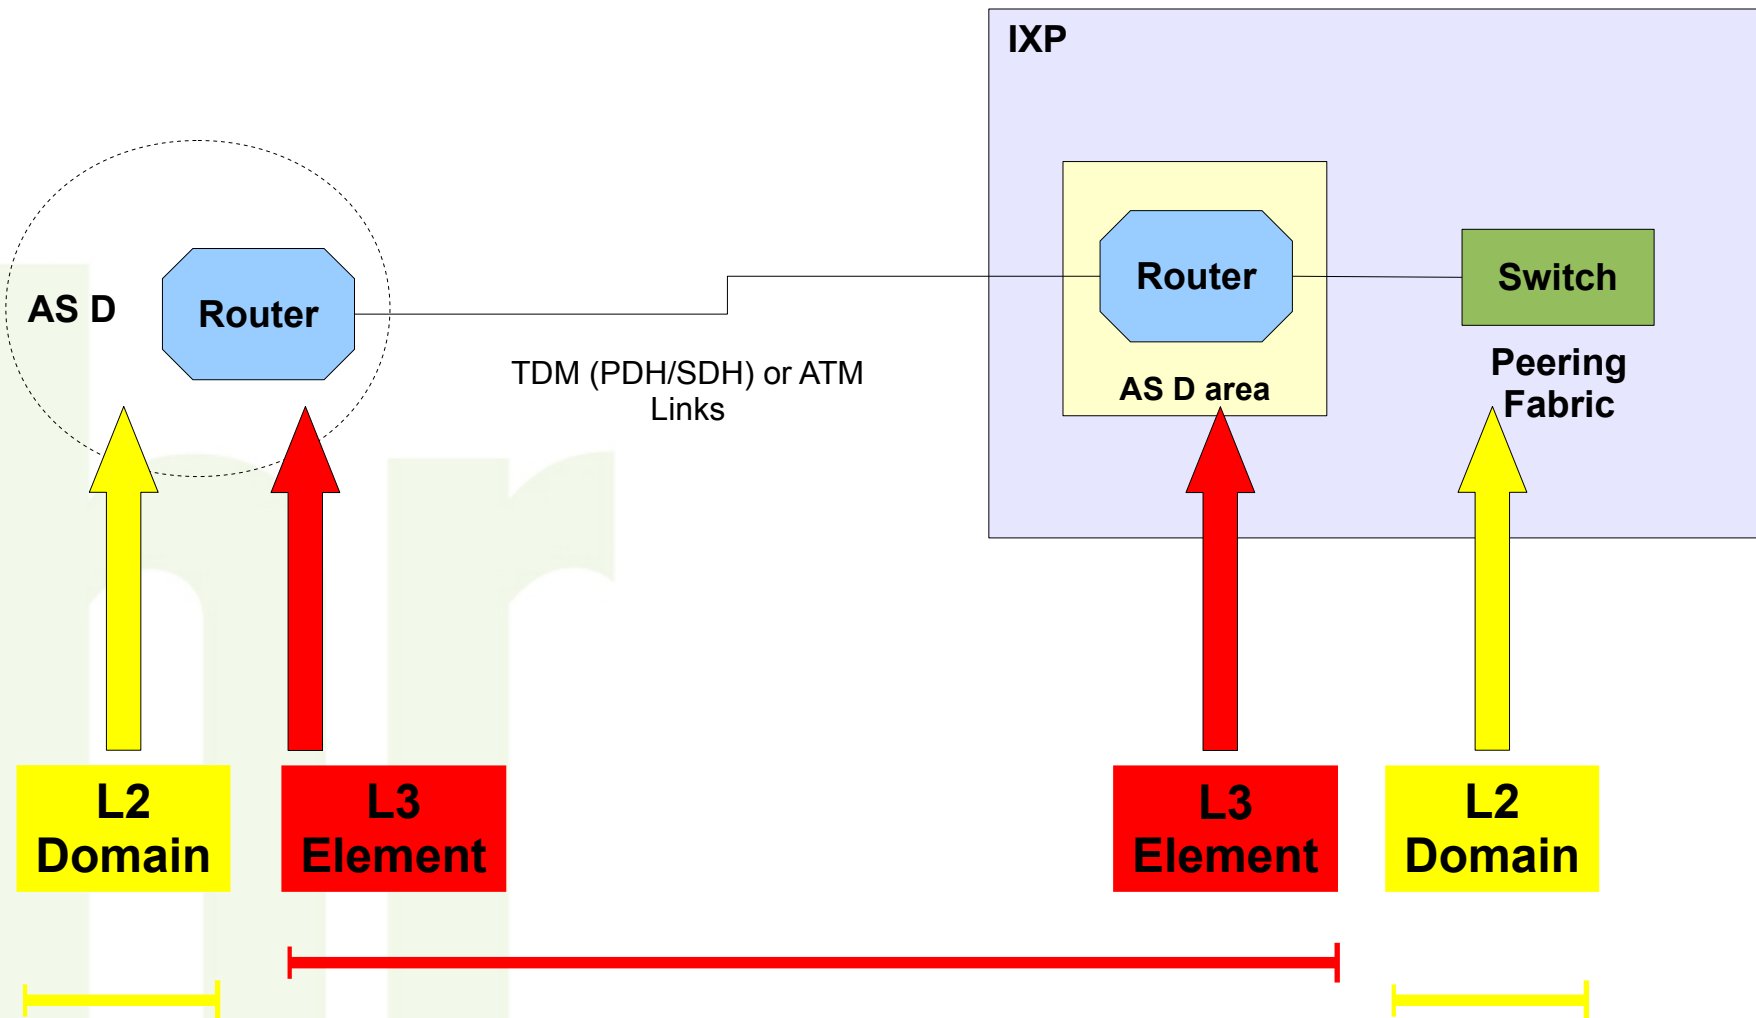 IXP
AS D
Router
Router
Switch
TDM (PDH/SDH) or ATM
Links
AS D area
Peering
Fabric
L2
Domain
L3
Element
L3
Element
L2
Domain